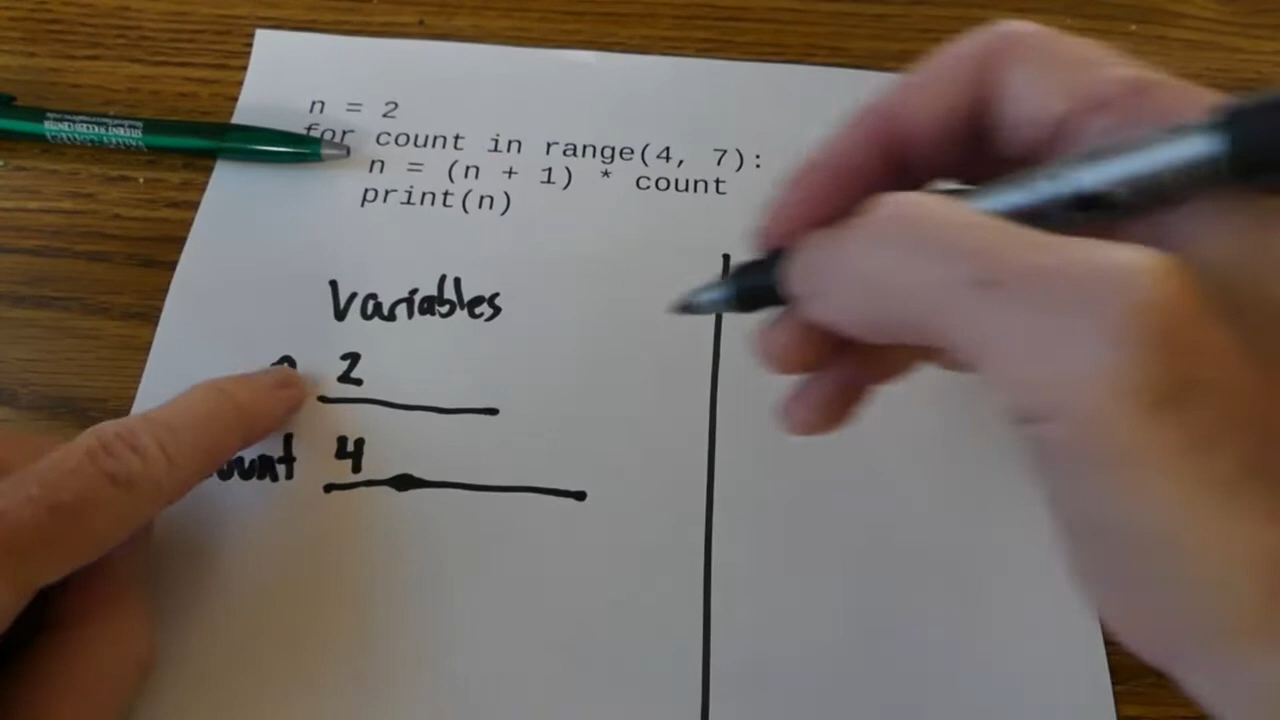 n = 2
for count in range(4, 7):
n = (n + 1) * count
print(n)
Variables
2
4